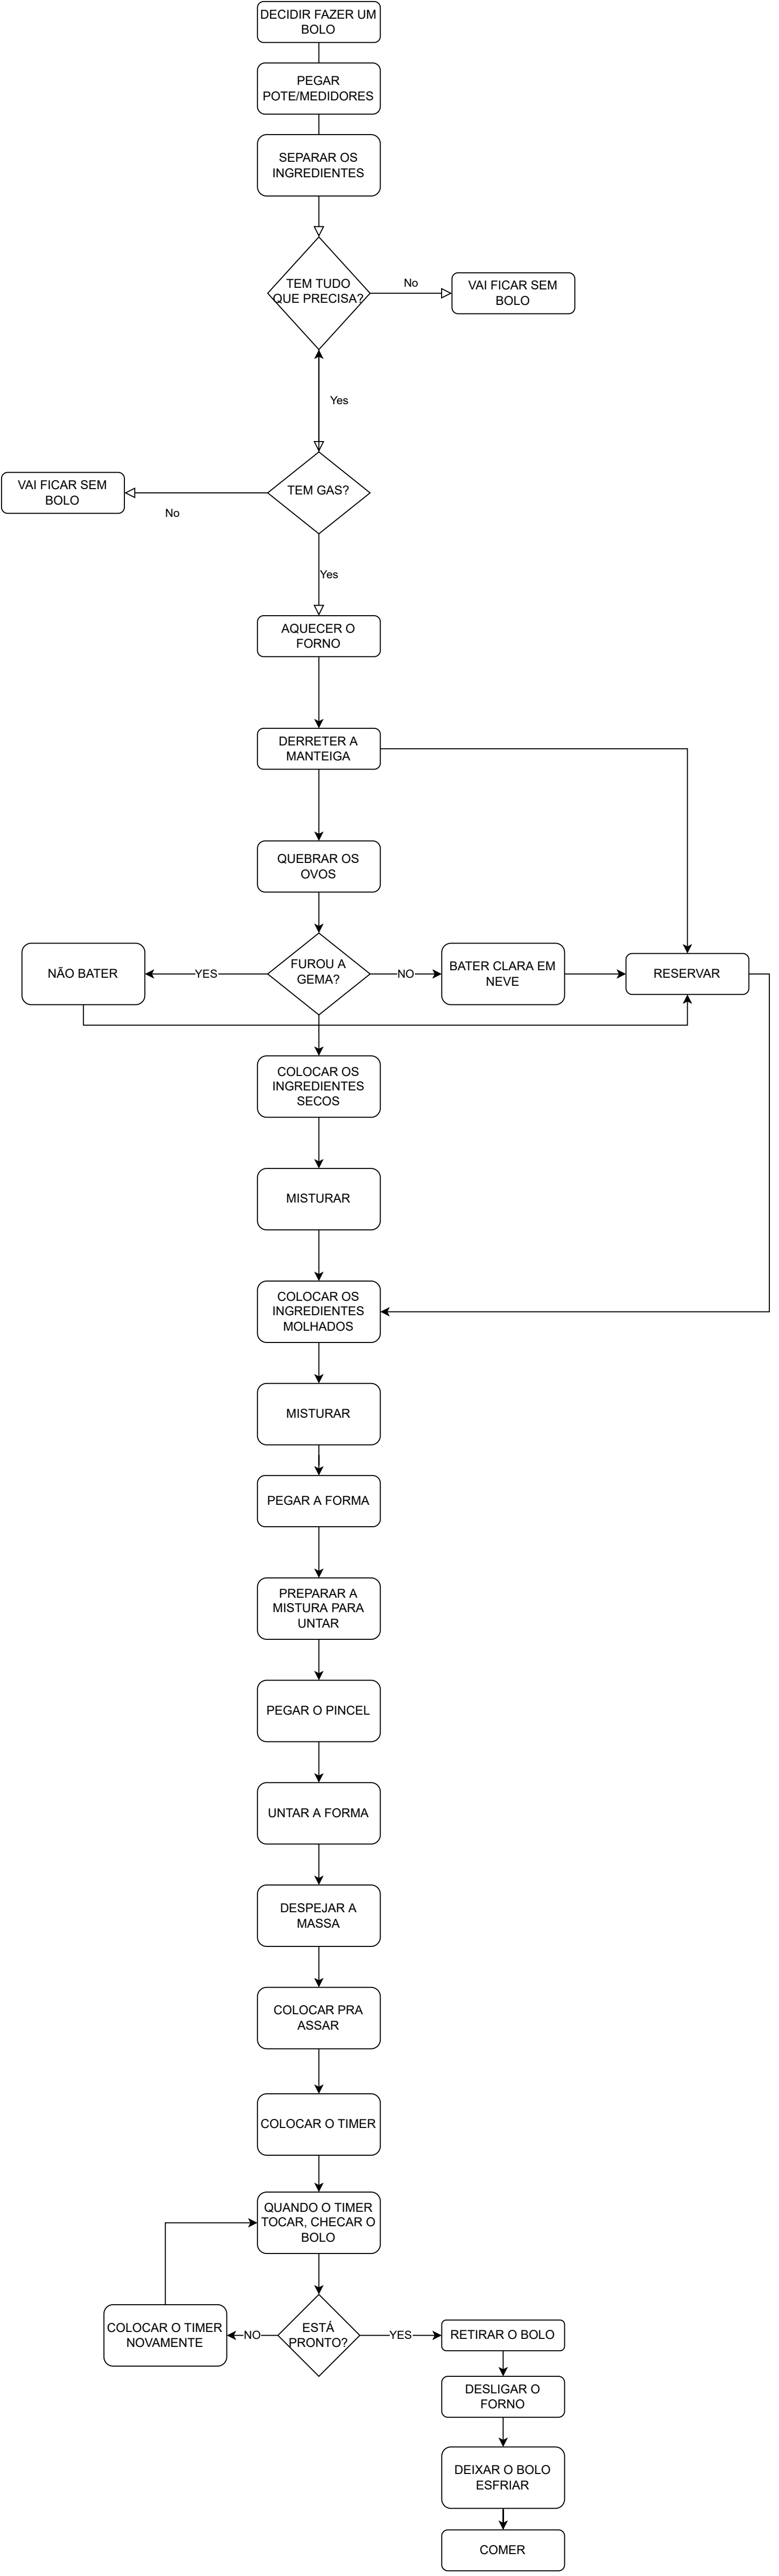 DECIDIR FAZER UM
BOLO
PEGAR
POTE/MEDIDORES
SEPARAR OS
INGREDIENTES
TEM TUDO
QUE PRECISA?
No
VAI FICAR SEM
BOLO
Yes
TEM GAS?
VAI FICAR SEM
BOLO
No
Yes
AQUECER O
FORNO
DERRETER A
MANTEIGA
QUEBRAR OS
OVOS
NÃO BATER
YES
FUROU A
GEMA?
NO
BATER CLARA EM
NEVE
RESERVAR
COLOCAR OS
INGREDIENTES
SECOS
MISTURAR
COLOCAR OS
INGREDIENTES
MOLHADOS
MISTURAR
PEGAR A FORMA
PREPARAR A
MISTURA PARA
UNTAR
PEGAR O PINCEL
UNTAR A FORMA
DESPEJAR A
MASSA
COLOCAR PRA
ASSAR
COLOCAR O TIMER
QUANDO O TIMER
TOCAR, CHECAR O
BOLO
COLOCAR O TIMER
NOVAMENTE
NO
ESTÁ
PRONTO?
YES
RETIRAR O BOLO
DESLIGAR O
FORNO
DEIXAR O BOLO
ESFRIAR
COMER